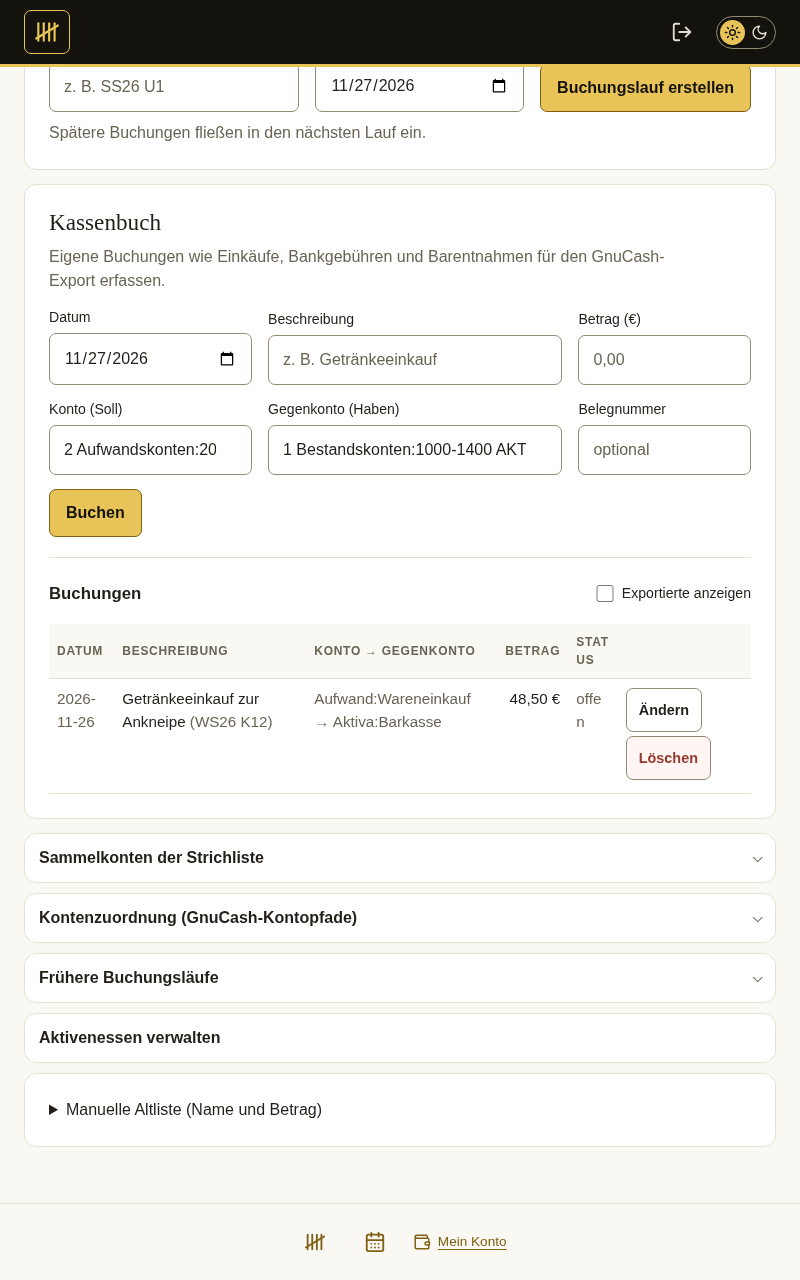 z. B. SS26 U1
11/27/2026
Buchungslauf erstellen
Spätere Buchungen fließen in den nächsten Lauf ein.
Kassenbuch
Eigene Buchungen wie Einkäufe, Bankgebühren und Barentnahmen für den GnuCash-
Export erfassen.
Datum
Beschreibung
Betrag (€)
11/27/2026
z. B. Getränkeeinkauf
0,00
Konto (Soll)
Gegenkonto (Haben)
Belegnummer
2 Aufwandskonten:20
1 Bestandskonten:1000-1400 AKT
optional
Buchen
Buchungen
Exportierte anzeigen
DATUM
BESCHREIBUNG
KONTO → GEGENKONTO
BETRAG
STAT
US
2026-
11-26
Getränkeeinkauf zur
Ankneipe (WS26 K12)
Aufwand:Wareneinkauf
→ Aktiva:Barkasse
48,50 €
offe
n
Ändern
Löschen
Sammelkonten der Strichliste
Kontenzuordnung (GnuCash-Kontopfade)
Frühere Buchungsläufe
Aktivenessen verwalten
Manuelle Altliste (Name und Betrag)
Mein Konto